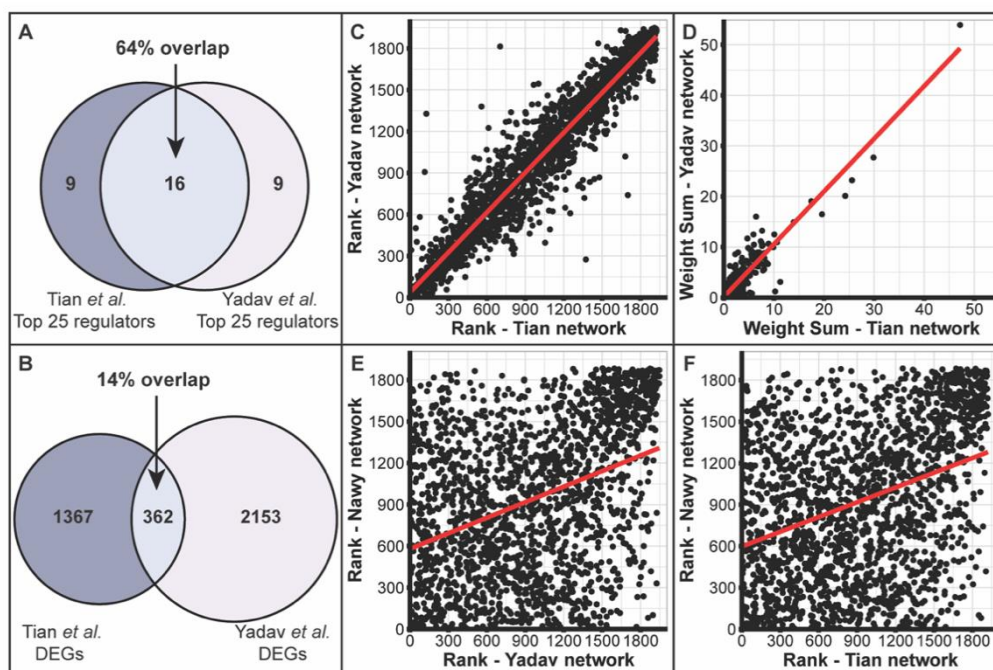 A
64% overlap
9
16
9
Tian et al.
Top 25 regulators
Yadav et al.
Top 25 regulators
B
14% overlap
1367
362
2153
Tian et al.
DEGs
Yadav et al.
DEGs
C
Rank - Yadav network
1800
1500
1200
900
600
300
0
0 300 600 900 1200 1500 1800
Rank - Tian network
D
Weight Sum - Yadav network
50
40
30
20
10
0
0 10 20 30 40 50
Weight Sum - Tian network
E
Rank - Nawy network
1800
1500
1200
900
600
300
0
0 300 600 900 1200 1500 1800
Rank - Yadav network
F
Rank - Nawy network
1800
1500
1200
900
600
300
0
0 300 600 900 1200 1500 1800
Rank - Tian network